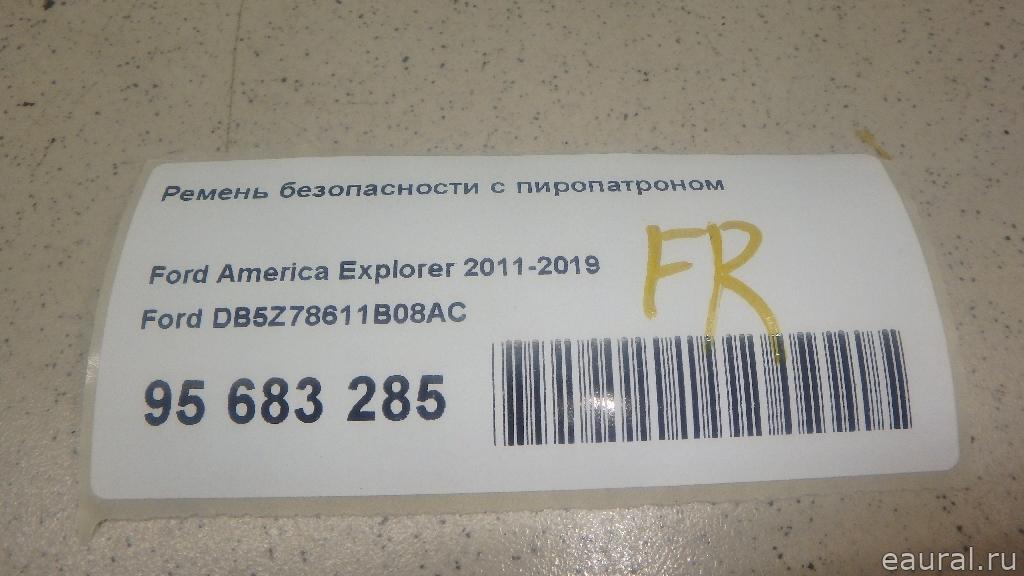 Ремень безопасности с пиропатроном
FR
Ford America Explorer 2011-2019
Ford DB5Z78611B08AC
95 683 285
eaural.ru